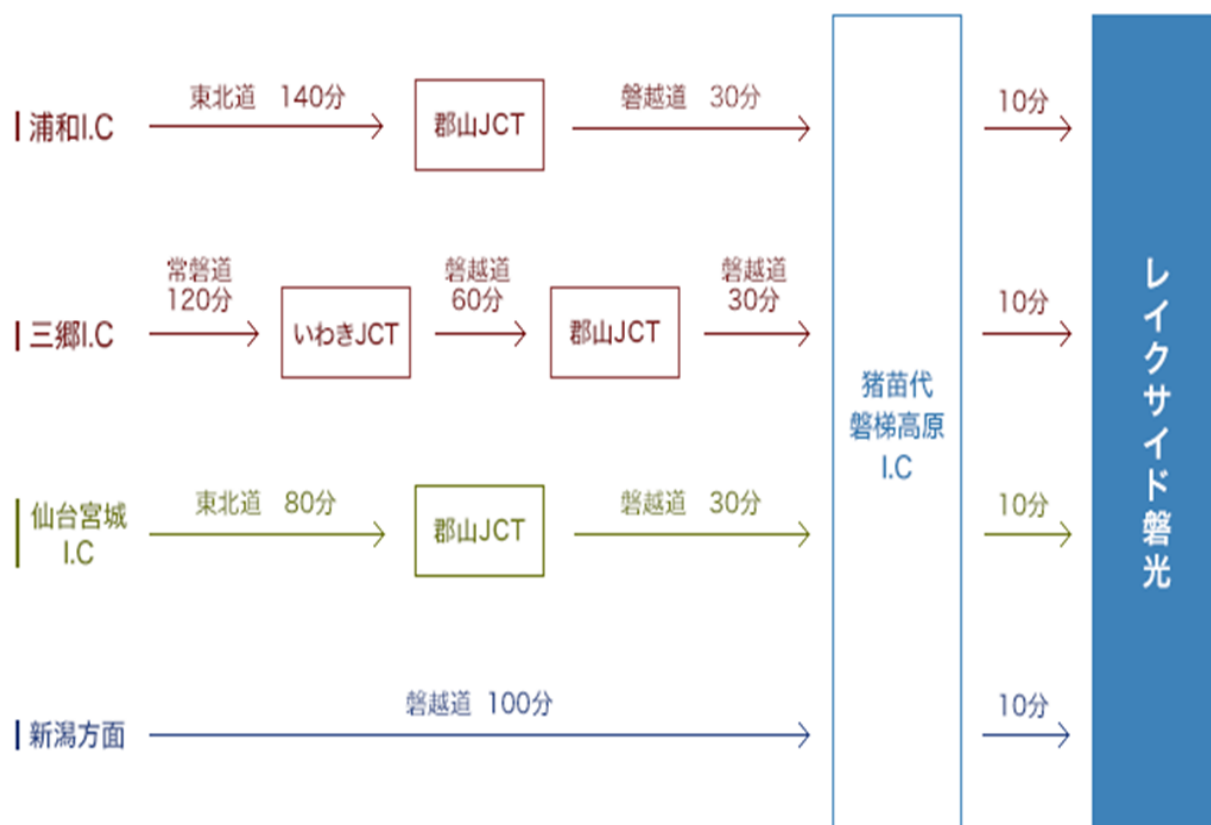 浦和I.C
東北道 140分
郡山JCT
磐越道 30分
10分
三郷I.C
常磐道
120分
いわきJCT
磐越道
60分
郡山JCT
磐越道
30分
10分
仙台宮城
I.C
東北道 80分
郡山JCT
磐越道 30分
10分
新潟方面
磐越道 100分
10分
猪苗代
磐梯高原
I.C
レイクサイド磐光